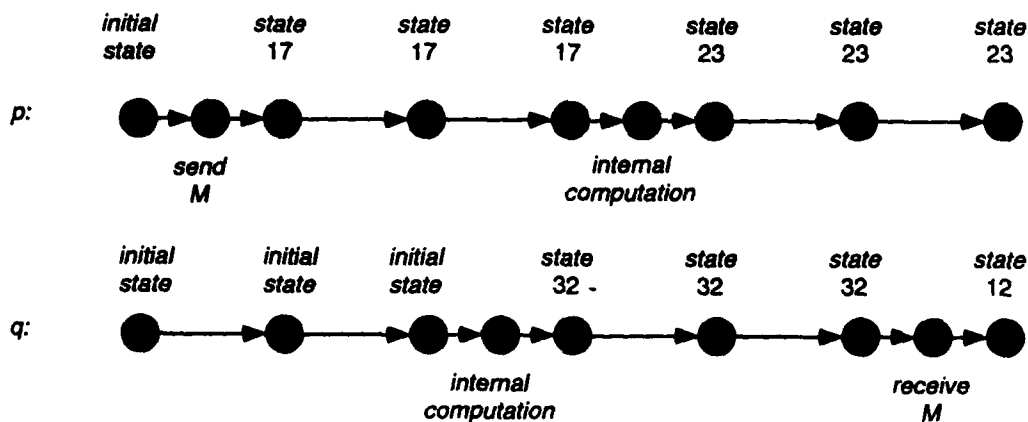 initial state state state state state state
state 17 17 17 23 23 23
p:
send internal
M computation
initial initial initial state state state state
state state state 32 - 32 32 12
q:
internal receive
computation M